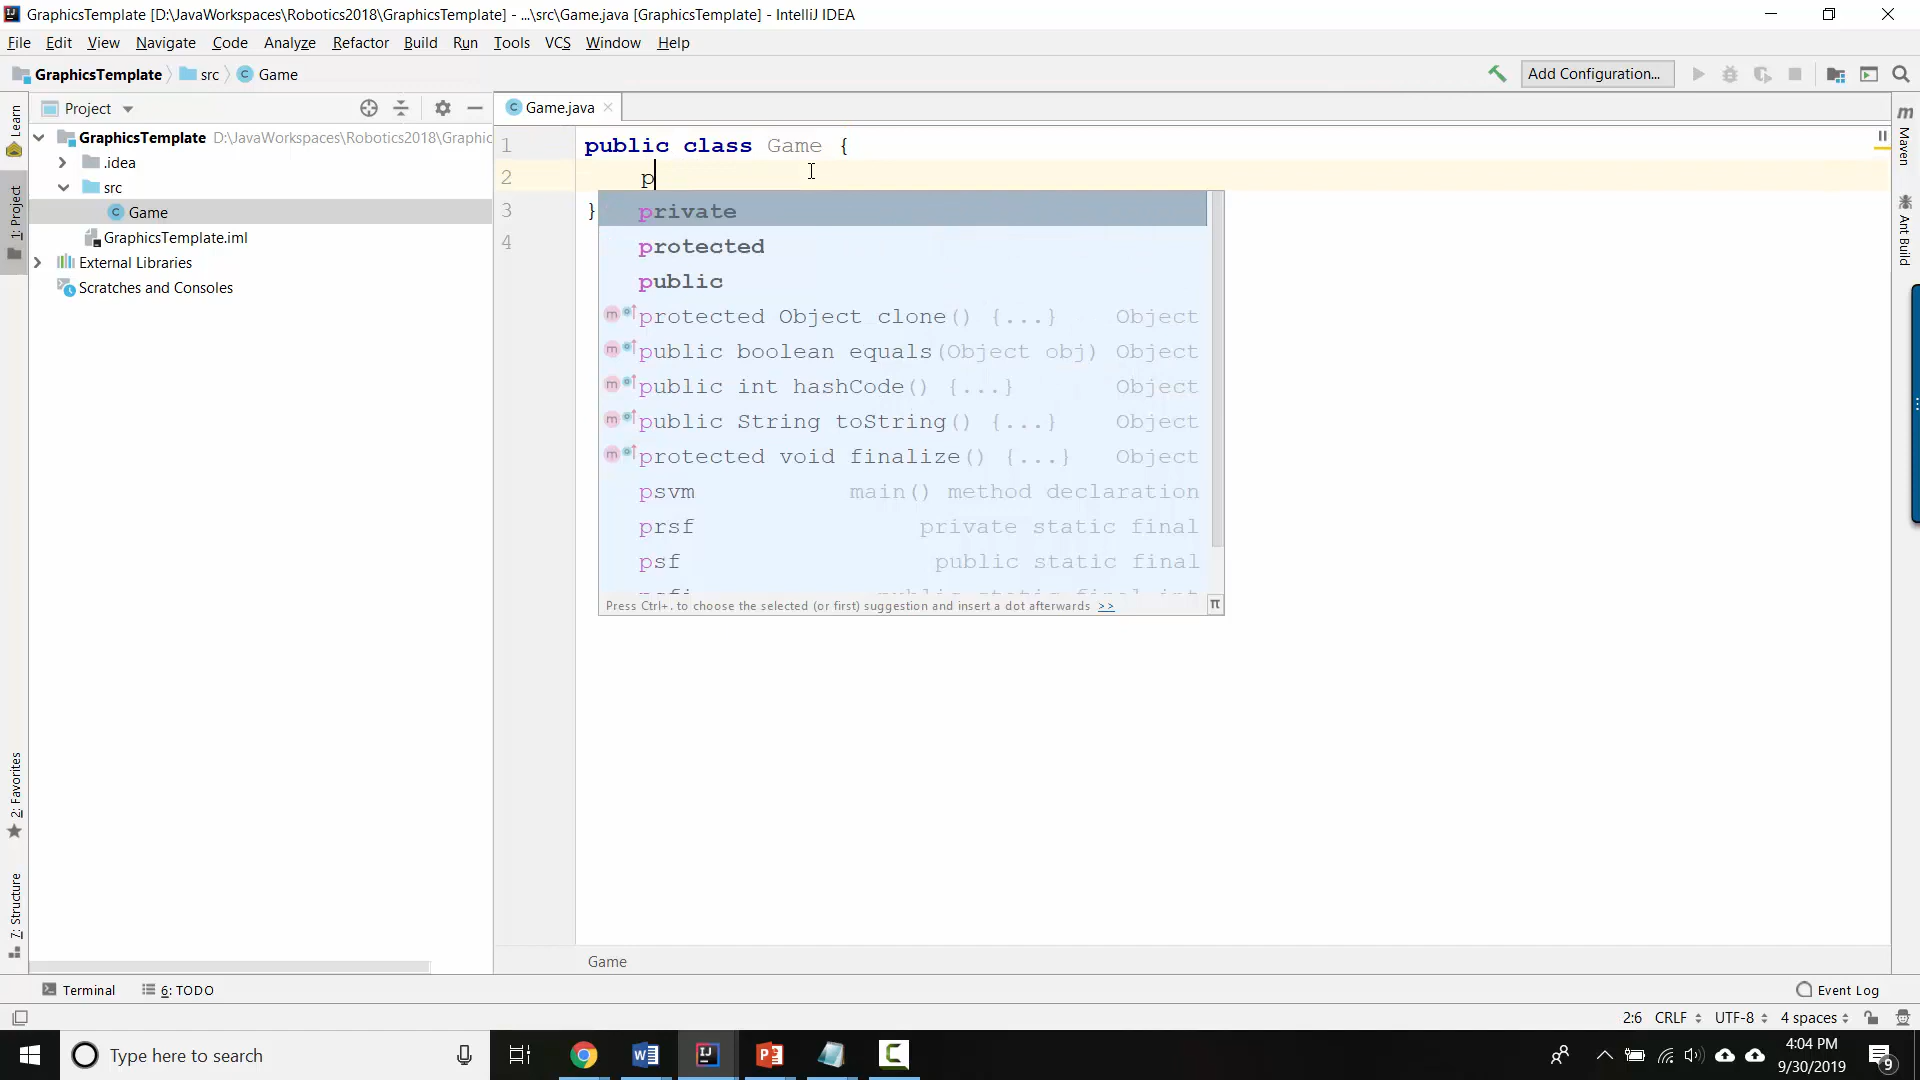 GraphicsTemplate [D:\JavaWorkspaces\Robotics2018\GraphicsTemplate] - ...\src\Game.java [GraphicsTemplate] - IntelliJ IDEA
File Edit View Navigate Code Analyze Refactor Build Run Tools VCS Window Help
GraphicsTemplate src Game Add Configuration...
Learn
1: Project
2: Favorites
7: Structure
Project
GraphicsTemplate D:\JavaWorkspaces\Robotics2018\Graphic
.idea
src
Game
GraphicsTemplate.iml
External Libraries
Scratches and Consoles
Game.java
1 public class Game {
2 p
3 }
4
private
protected
public
protected Object clone() {...} Object
public boolean equals(Object obj) Object
public int hashCode() {...} Object
public String toString() {...} Object
protected void finalize() {...} Object
psvm main() method declaration
prsf private static final
psf public static final
psfi public static final int
Press Ctrl+. to choose the selected (or first) suggestion and insert a dot afterwards >>
π
Maven
Ant Build
Game
Terminal 6: TODO Event Log
2:6 CRLF UTF-8 4 spaces
Type here to search
4:04 PM
9/30/2019
9